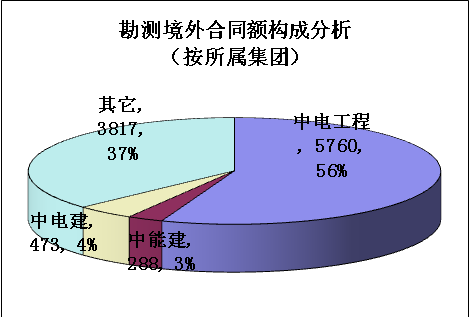 勘测境外合同额构成分析
（按所属集团）
其它,
3817,
37%
中电工程
, 5760,
56%
中电建,
473, 4%
中能建,
288, 3%